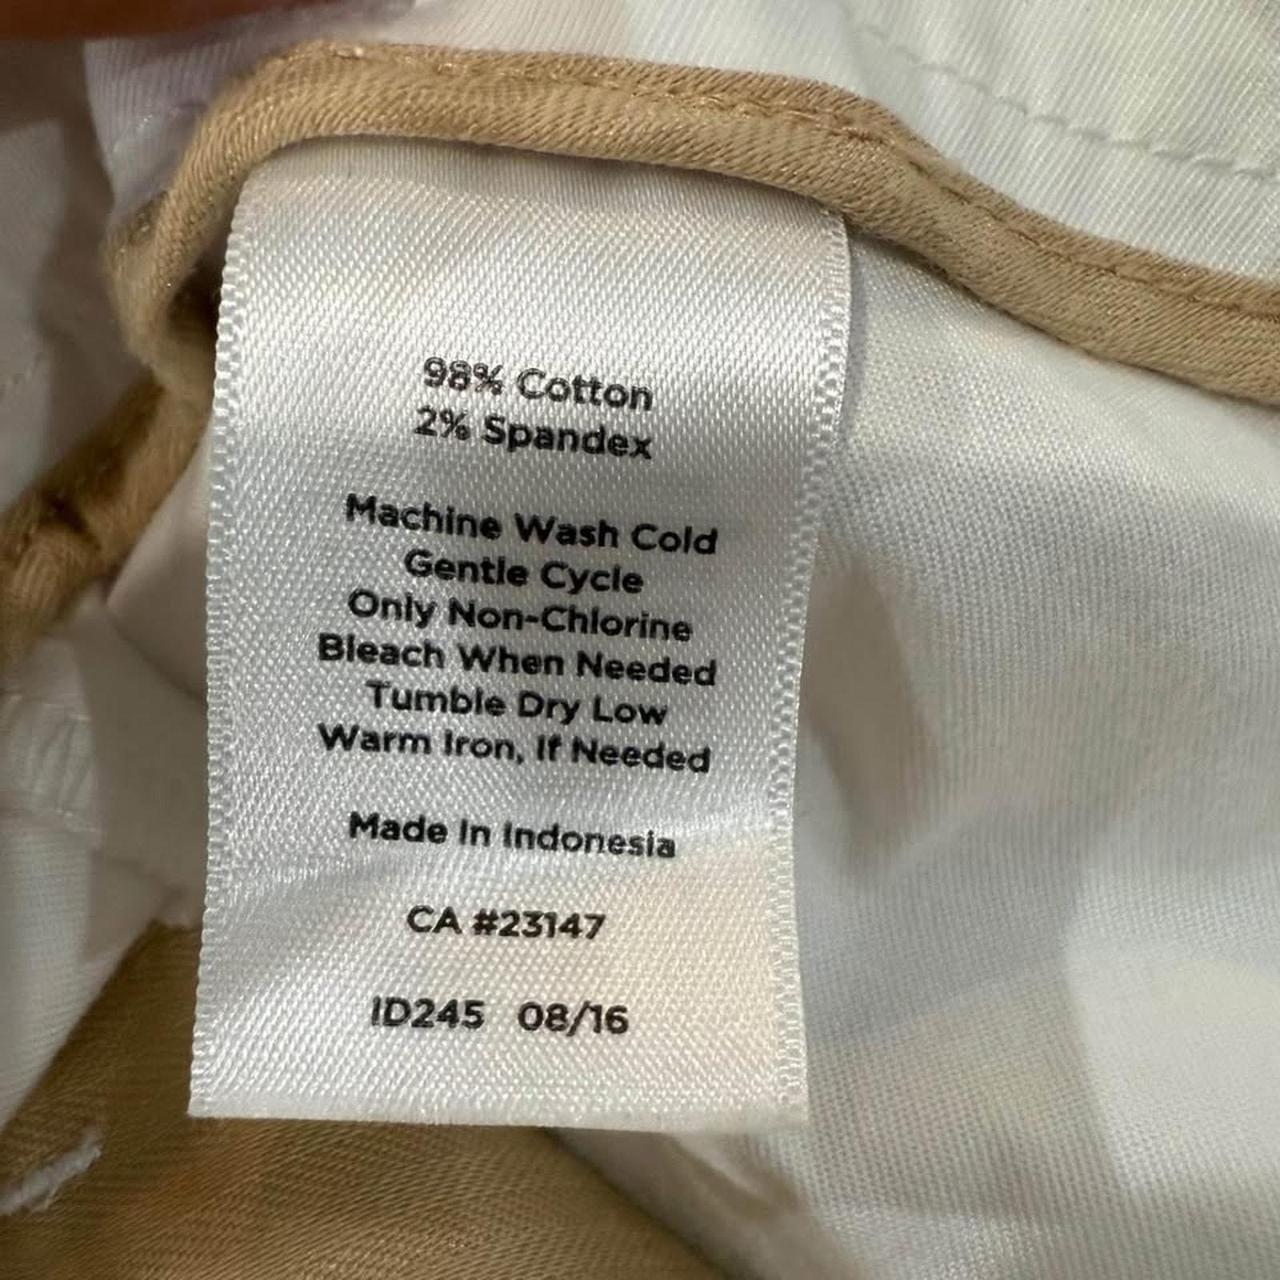 98% Cotton
2% Spandex
Machine Wash Cold
Gentle Cycle
Only Non-Chlorine
Bleach When Needed
Tumble Dry Low
Warm Iron, If Needed
Made In Indonesia
CA #23147
ID245 08/16